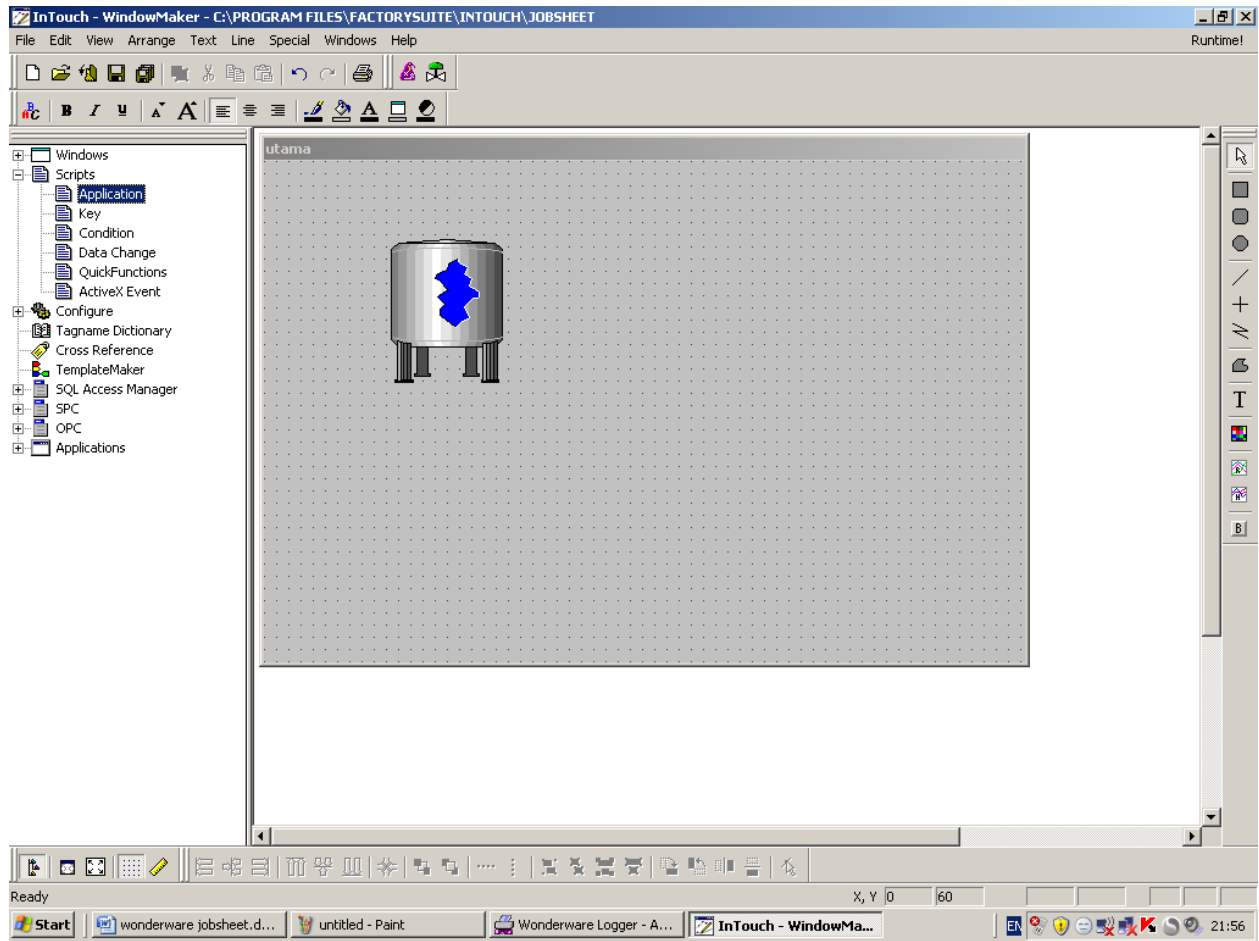 InTouch - WindowMaker - C:\PROGRAM FILES\FACTORYSUITE\INTOUCH\JOBSHEET
File Edit View Arrange Text Line Special Windows Help Runtime!
B I U A A A
utama
Windows
Scripts
Application
Key
Condition
Data Change
QuickFunctions
ActiveX Event
Configure
Tagname Dictionary
Cross Reference
TemplateMaker
SQL Access Manager
SPC
OPC
Applications
T
B
Ready X, Y 0 60
Start wonderware jobsheet.d... untitled - Paint Wonderware Logger - A... InTouch - WindowMa... EN 21:56